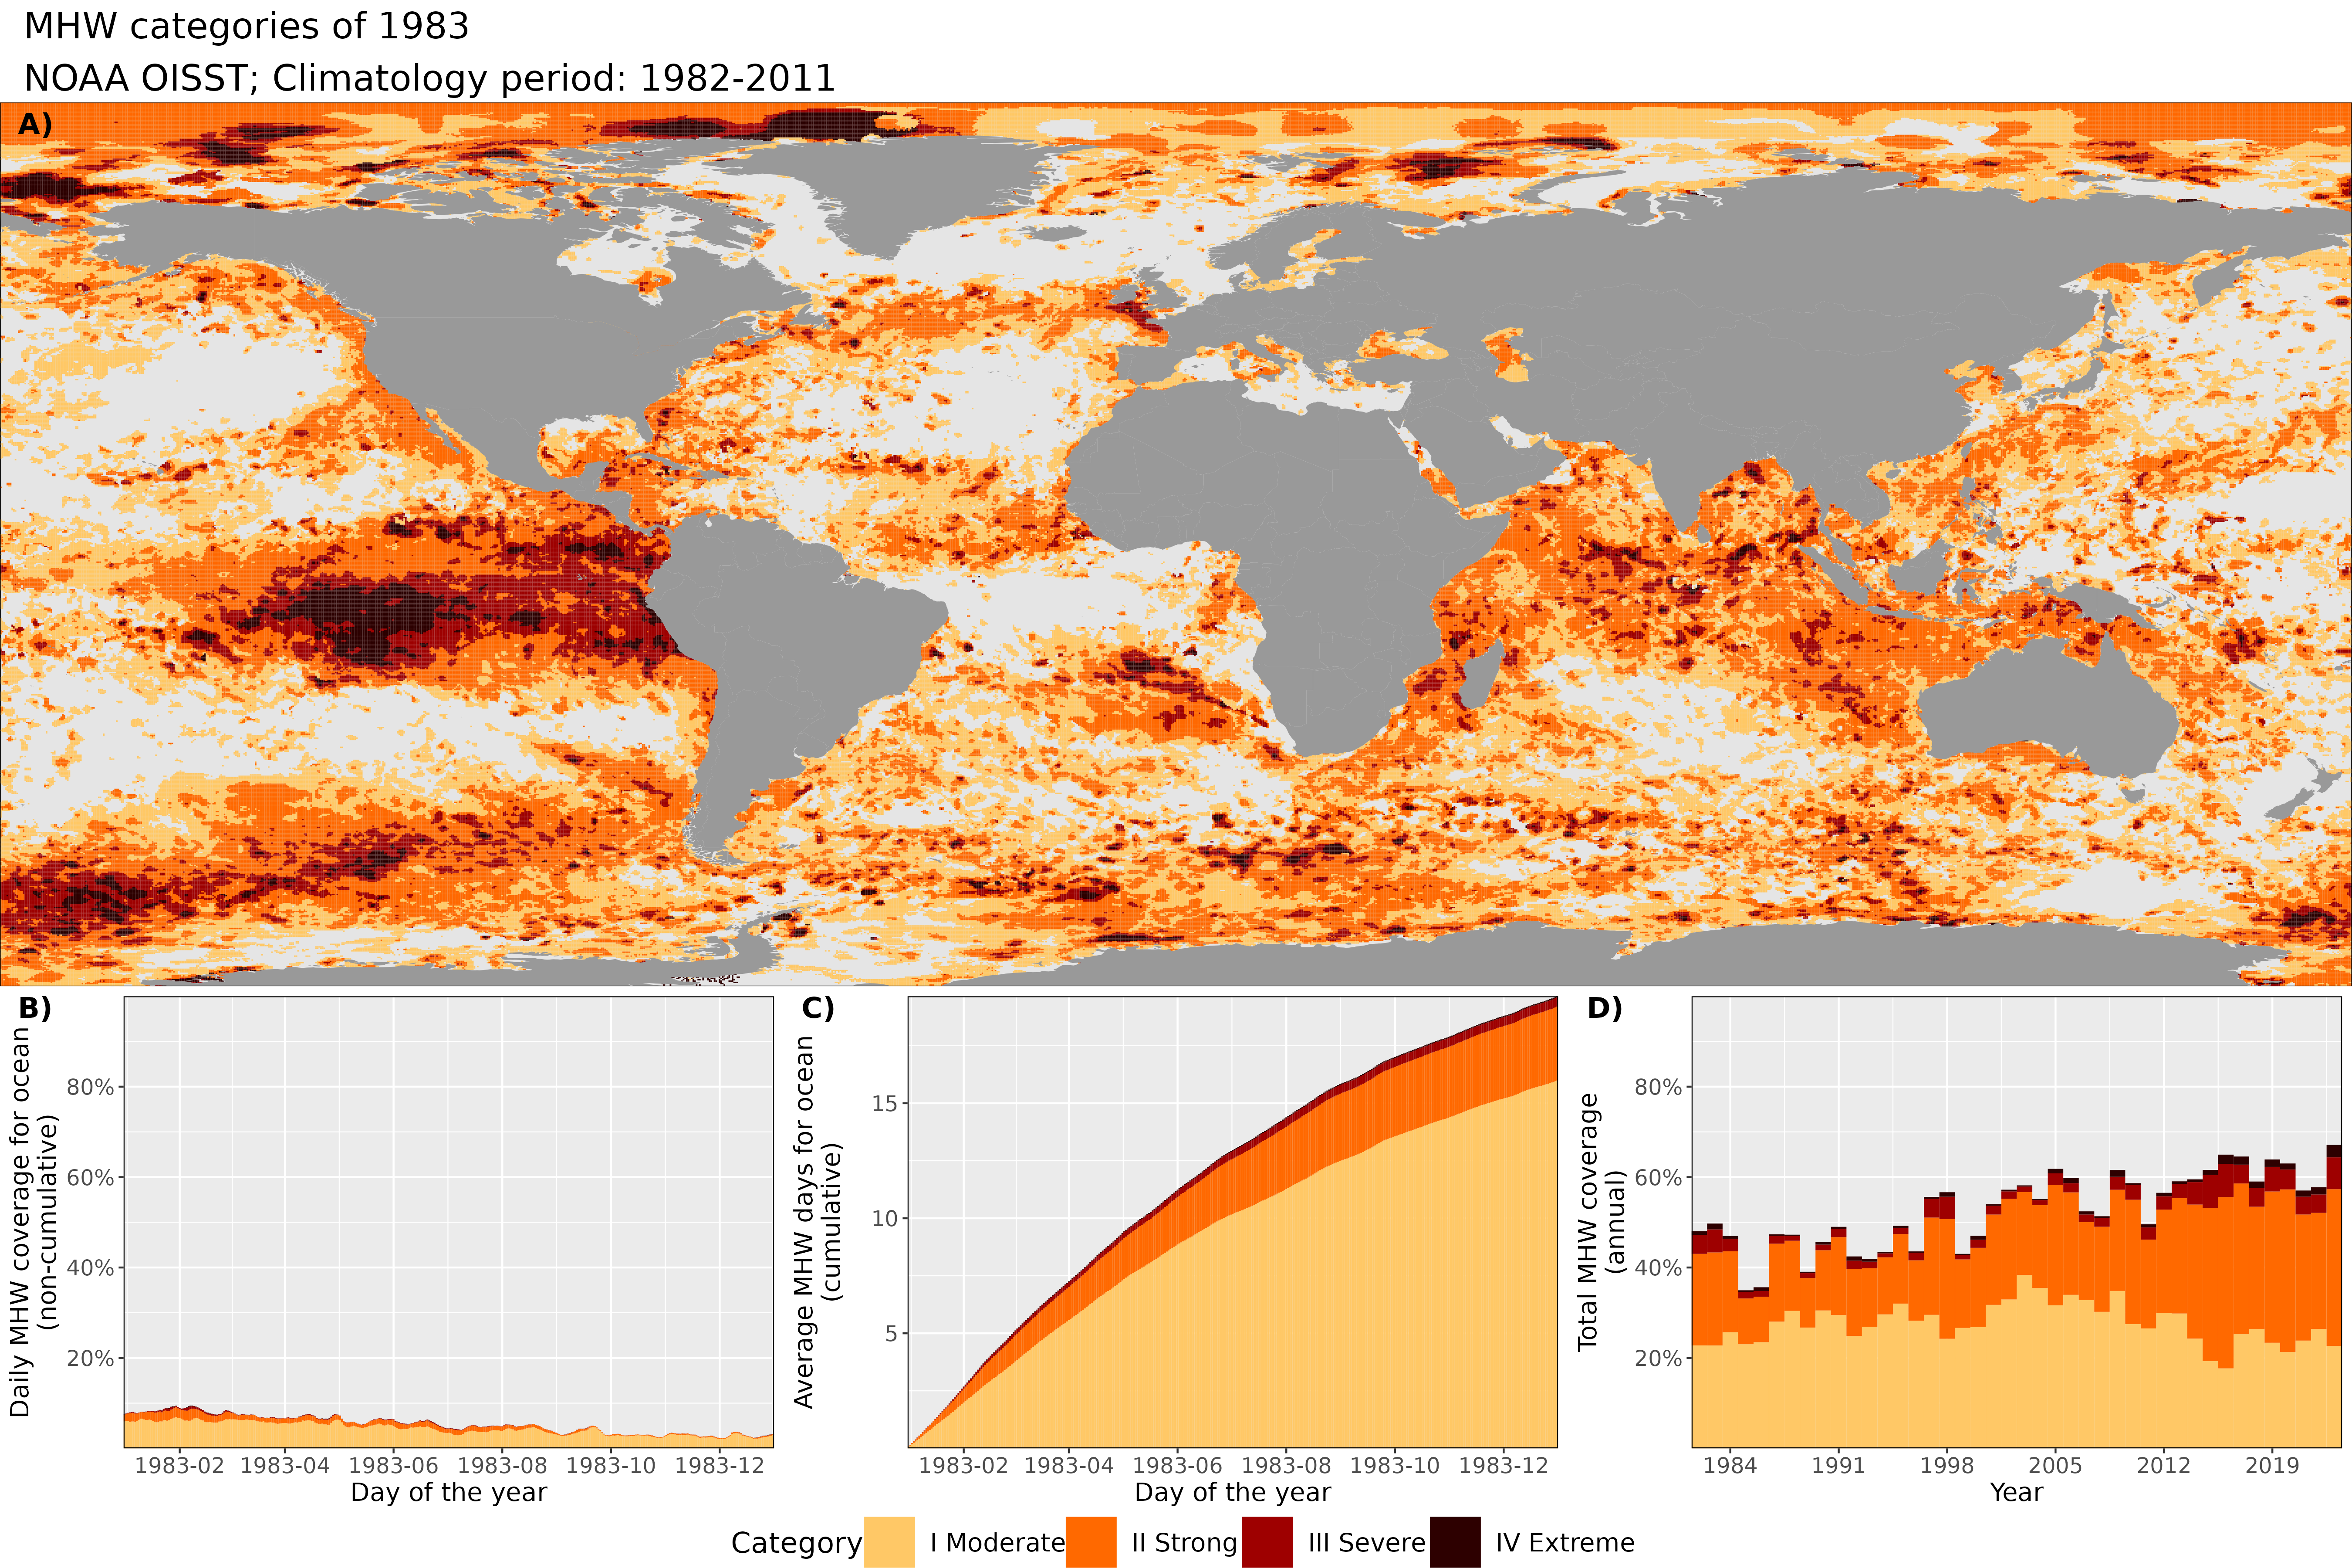 MHW categories of 1983
NOAA OISST; Climatology period: 1982-2011
A)
B)
Daily MHW coverage for ocean
(non-cumulative)
80%
60%
40%
20%
1983-02 1983-04 1983-06 1983-08 1983-10 1983-12
Day of the year
C)
Average MHW days for ocean
(cumulative)
15
10
5
1983-02 1983-04 1983-06 1983-08 1983-10 1983-12
Day of the year
D)
Total MHW coverage
(annual)
80%
60%
40%
20%
1984 1991 1998 2005 2012 2019
Year
Category I Moderate II Strong III Severe IV Extreme